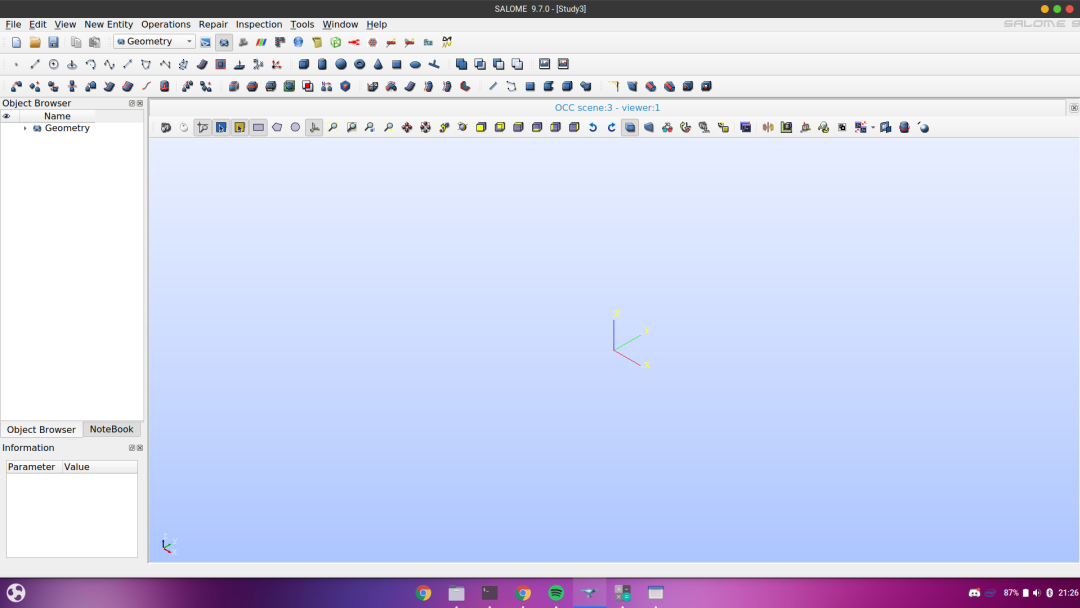 SALOME 9.7.0 - [Study3]
File Edit View New Entity Operations Repair Inspection Tools Window Help
SALOME 9
Geometry
Object Browser
OCC scene:3 - viewer:1
Name
Geometry
Z
Y
X
Object Browser NoteBook
Information
Parameter Value
87% 21:26